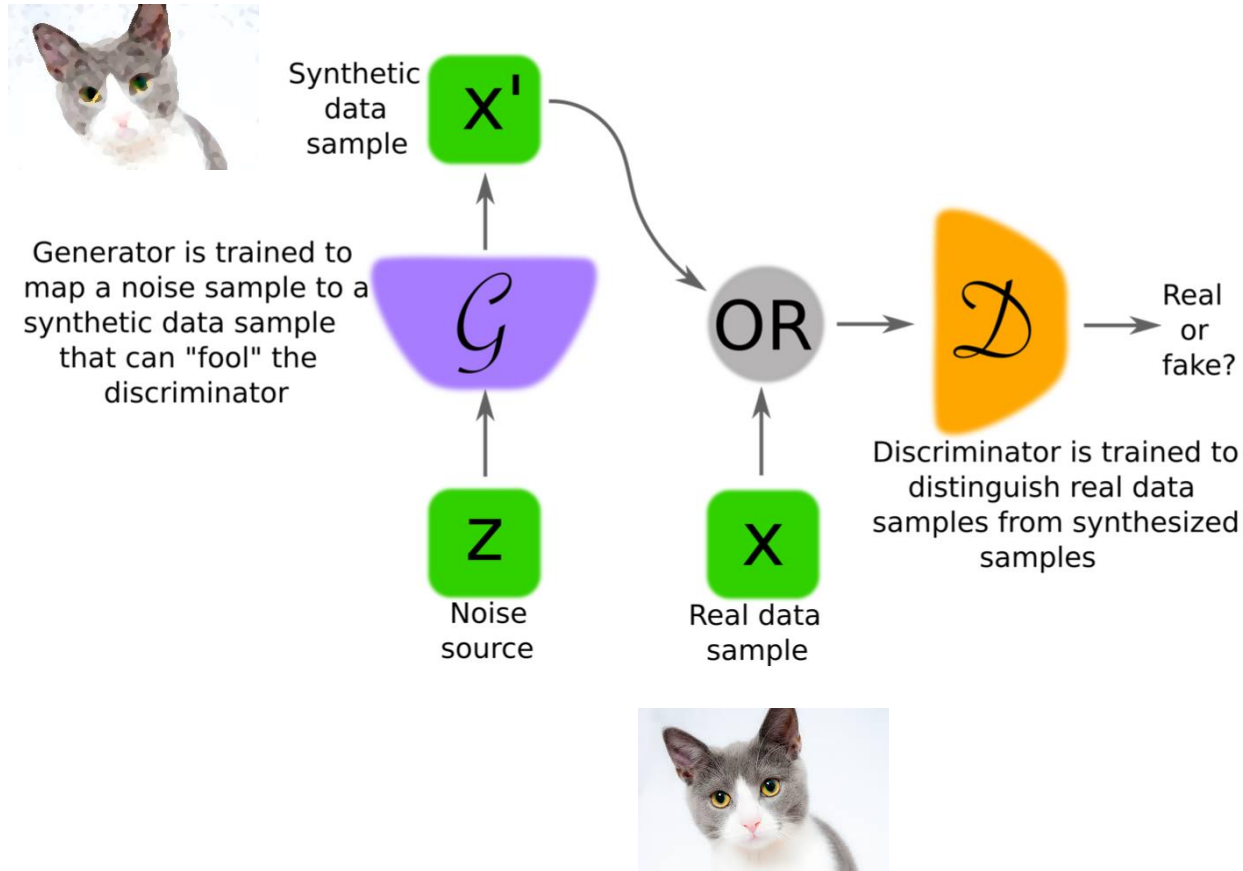 Synthetic
data
sample
X'
Generator is trained to
map a noise sample to a
synthetic data sample
that can "fool" the
discriminator
G
OR
D
Real
or
fake?
Discriminator is trained to
distinguish real data
samples from synthesized
samples
Z
Noise
source
X
Real data
sample